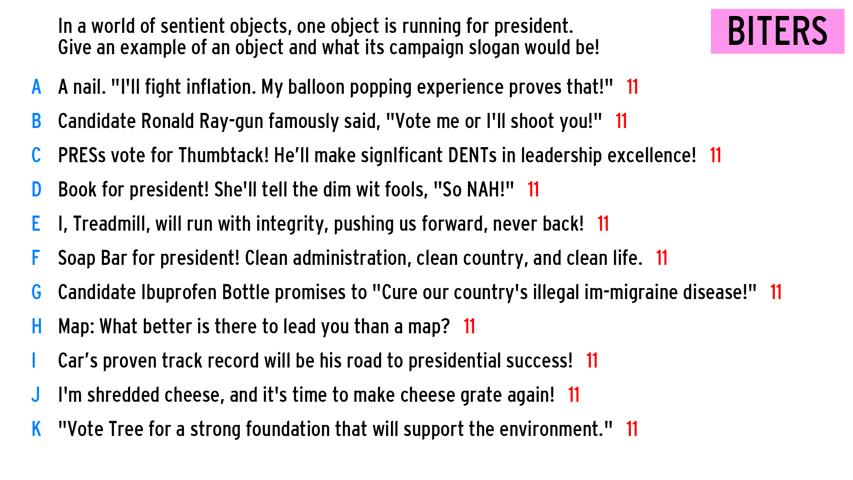 In a world of sentient objects, one object is running for president.
Give an example of an object and what its campaign slogan would be!
BITERS
A A nail. "I'll fight inflation. My balloon popping experience proves that!" 11
B Candidate Ronald Ray-gun famously said, "Vote me or I'll shoot you!" 11
C PRESs vote for Thumbtack! He’ll make signIficant DENTs in leadership excellence! 11
D Book for president! She'll tell the dim wit fools, "So NAH!" 11
E I, Treadmill, will run with integrity, pushing us forward, never back! 11
F Soap Bar for president! Clean administration, clean country, and clean life. 11
G Candidate Ibuprofen Bottle promises to "Cure our country's illegal im-migraine disease!" 11
H Map: What better is there to lead you than a map? 11
I Car’s proven track record will be his road to presidential success! 11
J I'm shredded cheese, and it's time to make cheese grate again! 11
K "Vote Tree for a strong foundation that will support the environment." 11